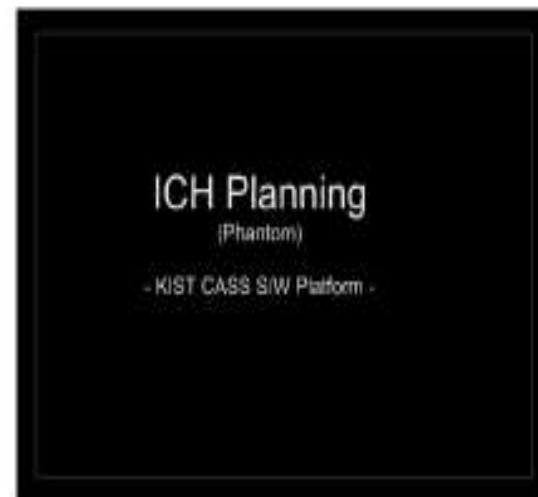 ICH Planning
(Phantom)
- KIST CASS S/W Platform -